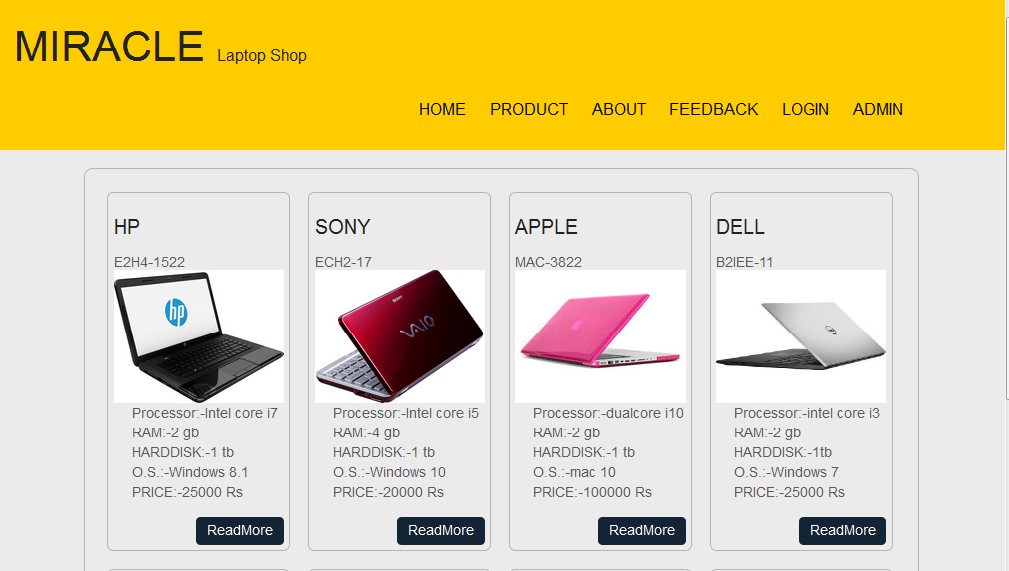 MIRACLE Laptop Shop
HOME PRODUCT ABOUT FEEDBACK LOGIN ADMIN
HP
E2H4-1522
hp
Processor:-Intel core i7
RAM:-2 gb
HARDDISK:-1 tb
O.S.:-Windows 8.1
PRICE:-25000 Rs
ReadMore
SONY
ECH2-17
SONY
VAIO
Processor:-Intel core i5
RAM:-4 gb
HARDDISK:-1 tb
O.S.:-Windows 10
PRICE:-20000 Rs
ReadMore
APPLE
MAC-3822
Processor:-dualcore i10
RAM:-2 gb
HARDDISK:-1 tb
O.S.:-mac 10
PRICE:-100000 Rs
ReadMore
DELL
B2IEE-11
DELL
Processor:-intel core i3
RAM:-2 gb
HARDDISK:-1tb
O.S.:-Windows 7
PRICE:-25000 Rs
ReadMore